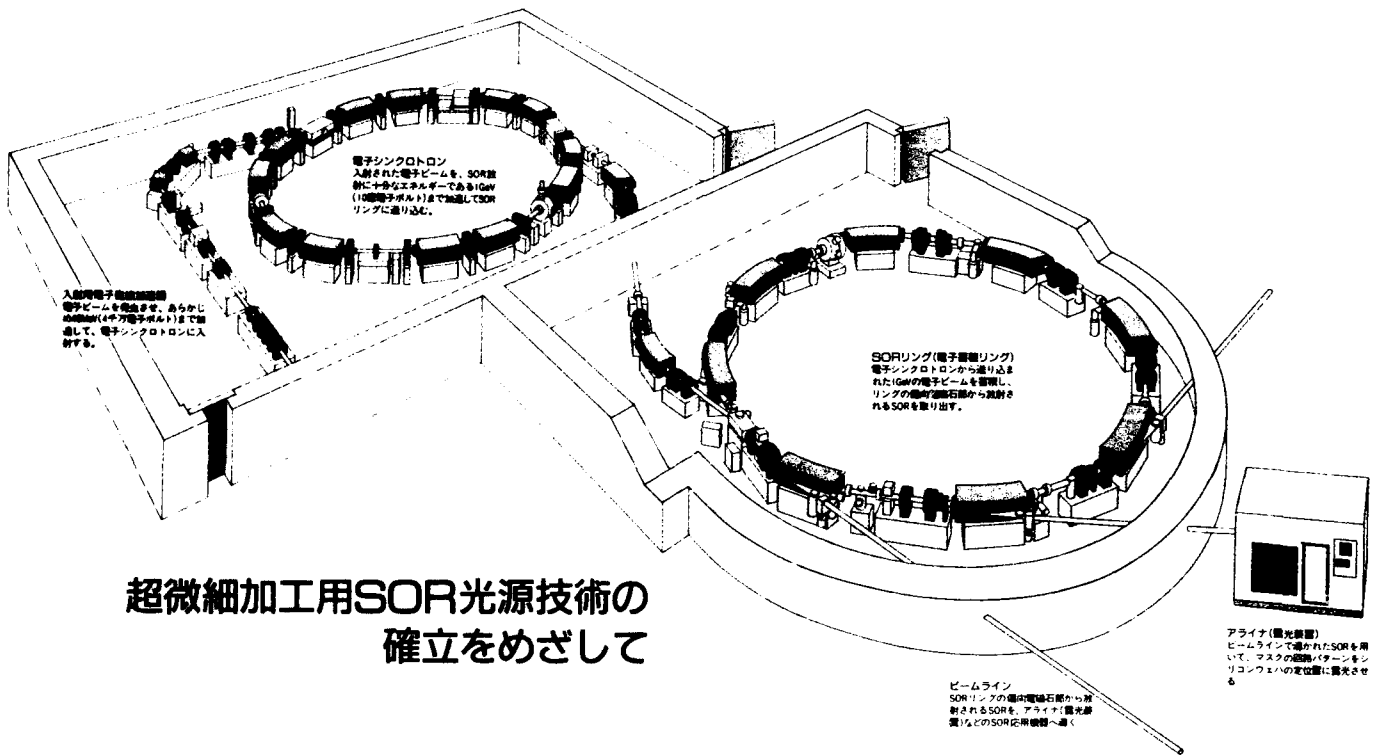 電子シンクロトロン
入射された電子ビームを、SOR放
射に十分なエネルギーである1GeV
(10億電子ボルト)まで加速してSOR
リングに送り込む。
入射用電子直線加速器
電子ビームを発生させ、あらかじ
(4千万電子ボルト)まで加
速して、電子シンクロトロンに入
射する。
SORリング(電子蓄積リング)
電子シンクロトロンから送り込ま
れた1GeVの電子ビームを蓄積し、
リングの偏向電磁石部から放射さ
れるSORを取り出す。
超微細加工用SOR光源技術の
確立をめざして
アライナ(露光装置)
ビームラインで導かれたSORを用
いて、マスクの回路パターンをシ
リコンウェハの定位置に露光させ
る
ビームライン
SORリングの偏向電磁石部から放
射されるSORを、アライナ(露光装
置)などのSOR応用機器へ導く